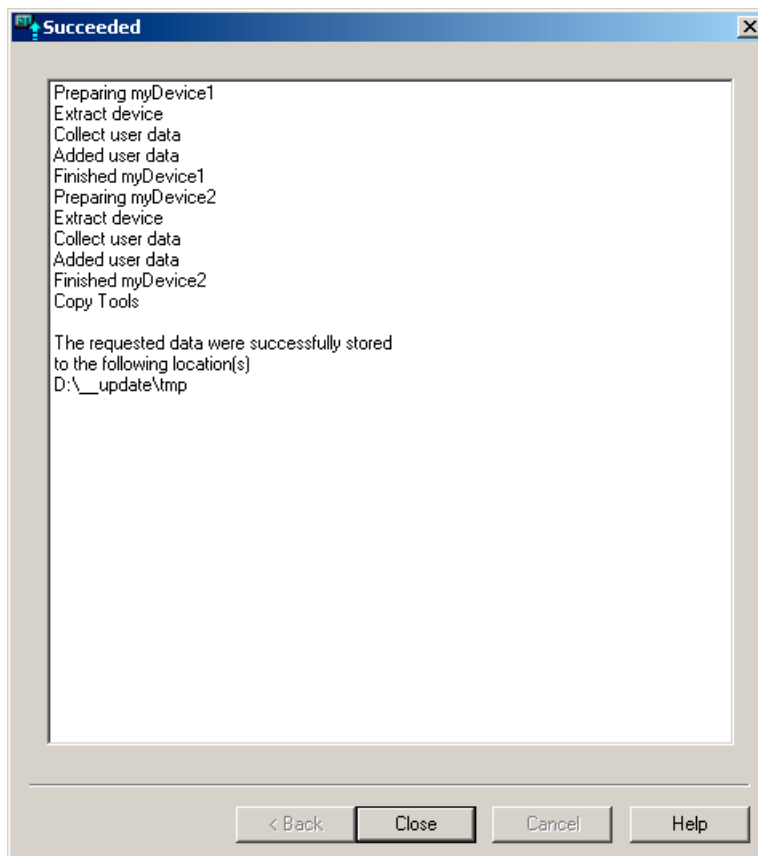 Succeeded
Preparing myDevice1
Extract device
Collect user data
Added user data
Finished myDevice1
Preparing myDevice2
Extract device
Collect user data
Added user data
Finished myDevice2
Copy Tools
The requested data were successfully stored
to the following location(s)
D:\__update\tmp
< Back Close Cancel Help